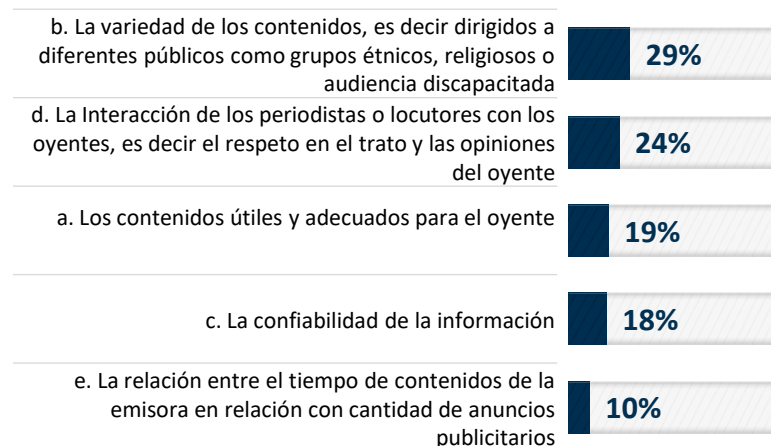 b. La variedad de los contenidos, es decir dirigidos a
diferentes públicos como grupos étnicos, religiosos o
audiencia discapacitada
29%
d. La Interacción de los periodistas o locutores con los
oyentes, es decir el respeto en el trato y las opiniones
del oyente
24%
a. Los contenidos útiles y adecuados para el oyente
19%
c. La confiabilidad de la información
18%
e. La relación entre el tiempo de contenidos de la
emisora en relación con cantidad de anuncios
publicitarios
10%